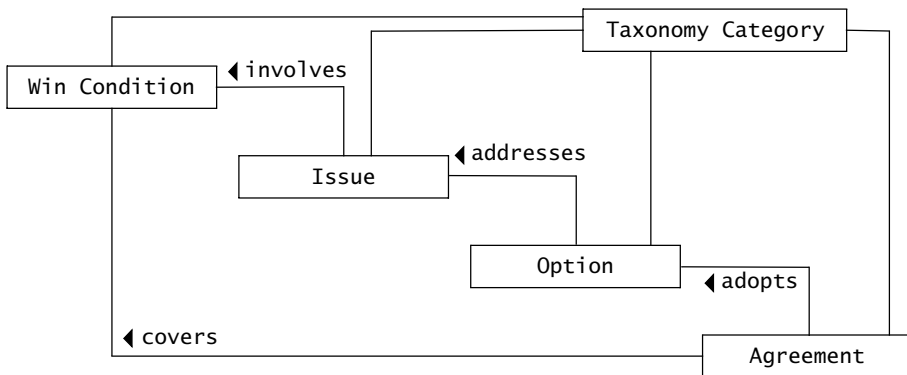 Taxonomy Category
involves
Win Condition
addresses
Issue
Option
adopts
covers
Agreement